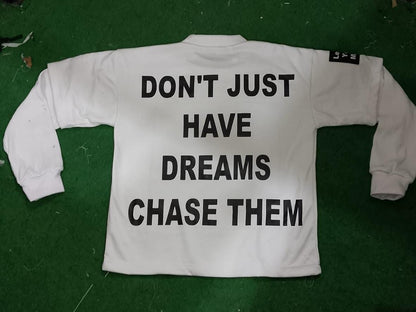 DON'T JUST
HAVE
DREAMS
CHASE THEM